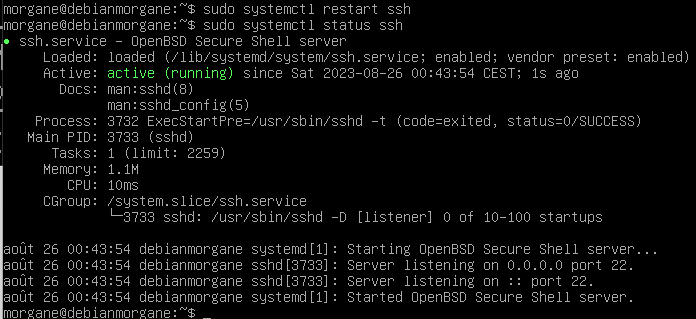 morgane@debianmorgane:~$ sudo systemctl restart ssh
morgane@debianmorgane:~$ sudo systemctl status ssh
● ssh.service – OpenBSD Secure Shell server
Loaded: loaded (/lib/systemd/system/ssh.service; enabled; vendor preset: enabled)
Active: active (running) since Sat 2023-08-26 00:43:54 CEST; 1s ago
Docs: man:sshd(8)
man:sshd_config(5)
Process: 3732 ExecStartPre=/usr/sbin/sshd -t (code=exited, status=0/SUCCESS)
Main PID: 3733 (sshd)
Tasks: 1 (limit: 2259)
Memory: 1.1M
CPU: 10ms
CGroup: /system.slice/ssh.service
└─3733 sshd: /usr/sbin/sshd -D [listener] 0 of 10-100 startups
août 26 00:43:54 debianmorgane systemd[1]: Starting OpenBSD Secure Shell server...
août 26 00:43:54 debianmorgane sshd[3733]: Server listening on 0.0.0.0 port 22.
août 26 00:43:54 debianmorgane sshd[3733]: Server listening on :: port 22.
août 26 00:43:54 debianmorgane systemd[1]: Started OpenBSD Secure Shell server.
morgane@debianmorgane:~$ _